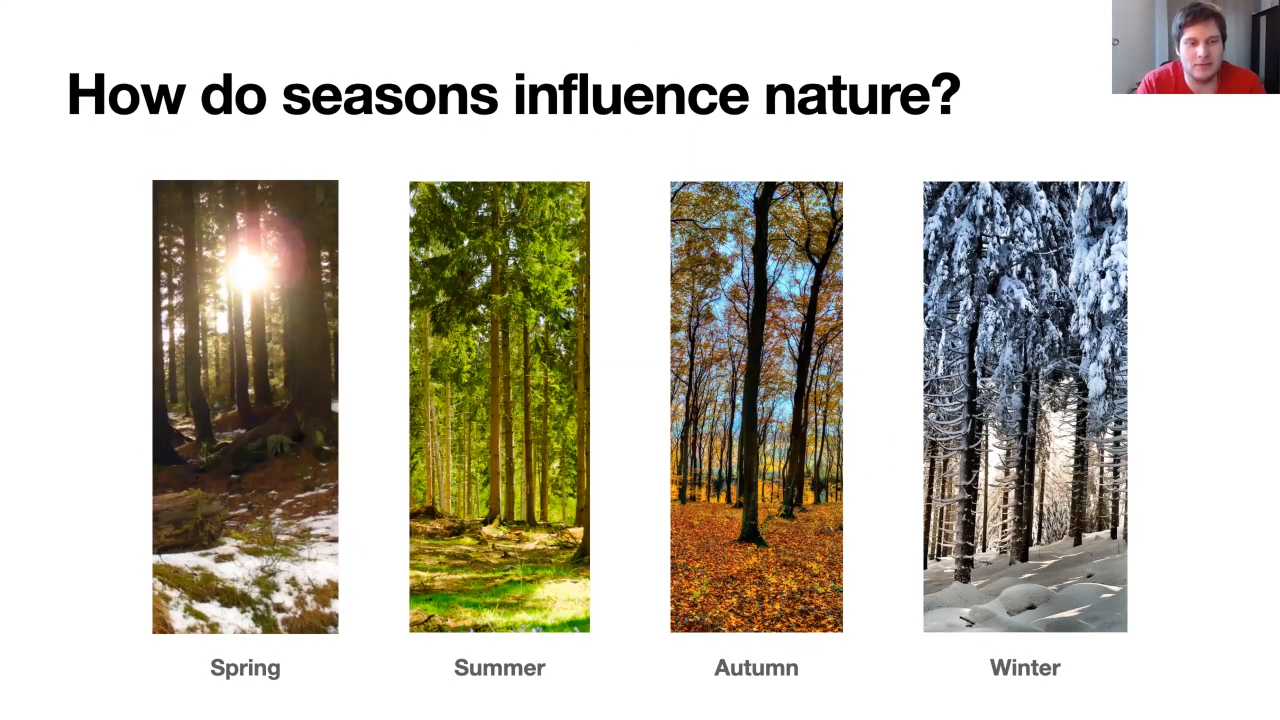 How do seasons influence nature?
Spring
Summer
Autumn
Winter